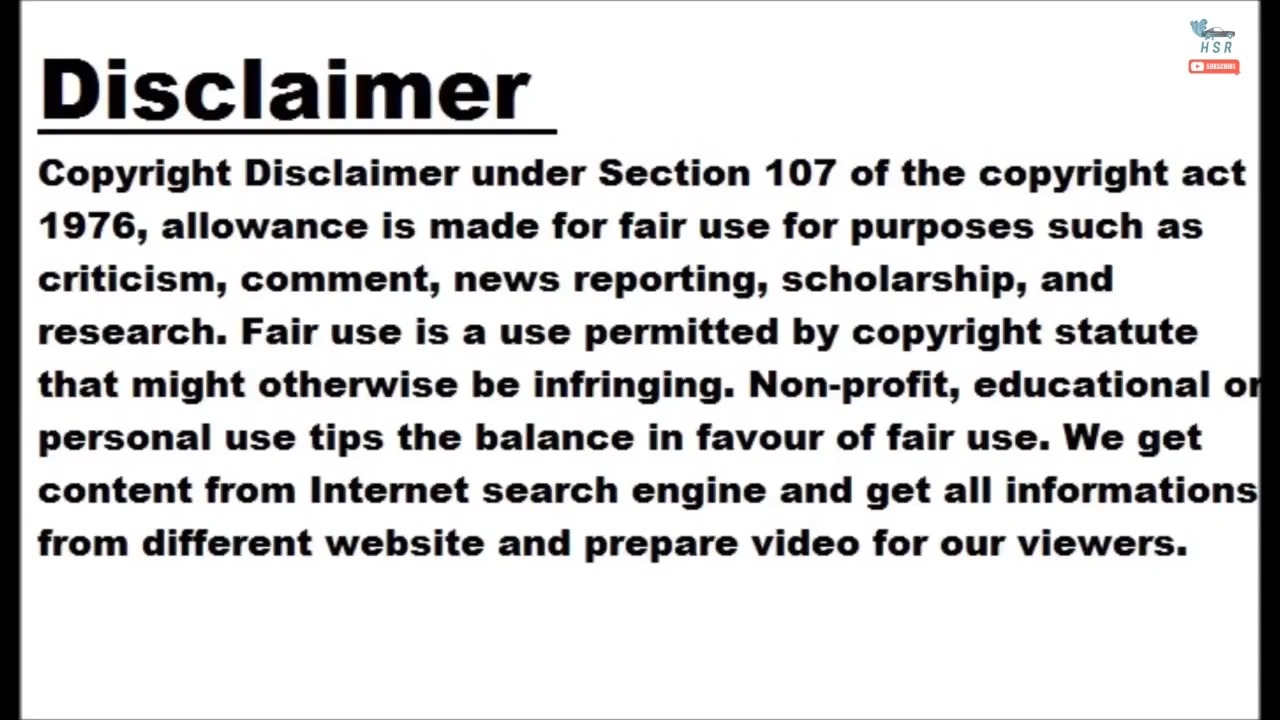 HSR
SUBSCRIBE
Disclaimer
Copyright Disclaimer under Section 107 of the copyright act
1976, allowance is made for fair use for purposes such as
criticism, comment, news reporting, scholarship, and
research. Fair use is a use permitted by copyright statute
that might otherwise be infringing. Non-profit, educational or
personal use tips the balance in favour of fair use. We get
content from Internet search engine and get all informations
from different website and prepare video for our viewers.